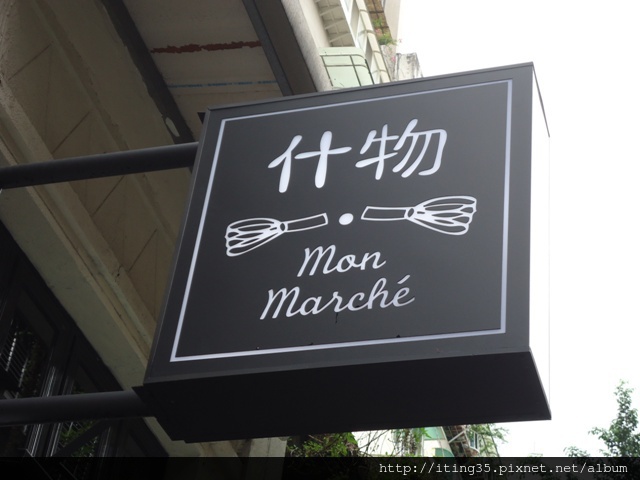 什物
Mon
Marché
http://iting35.pixnet.net/album